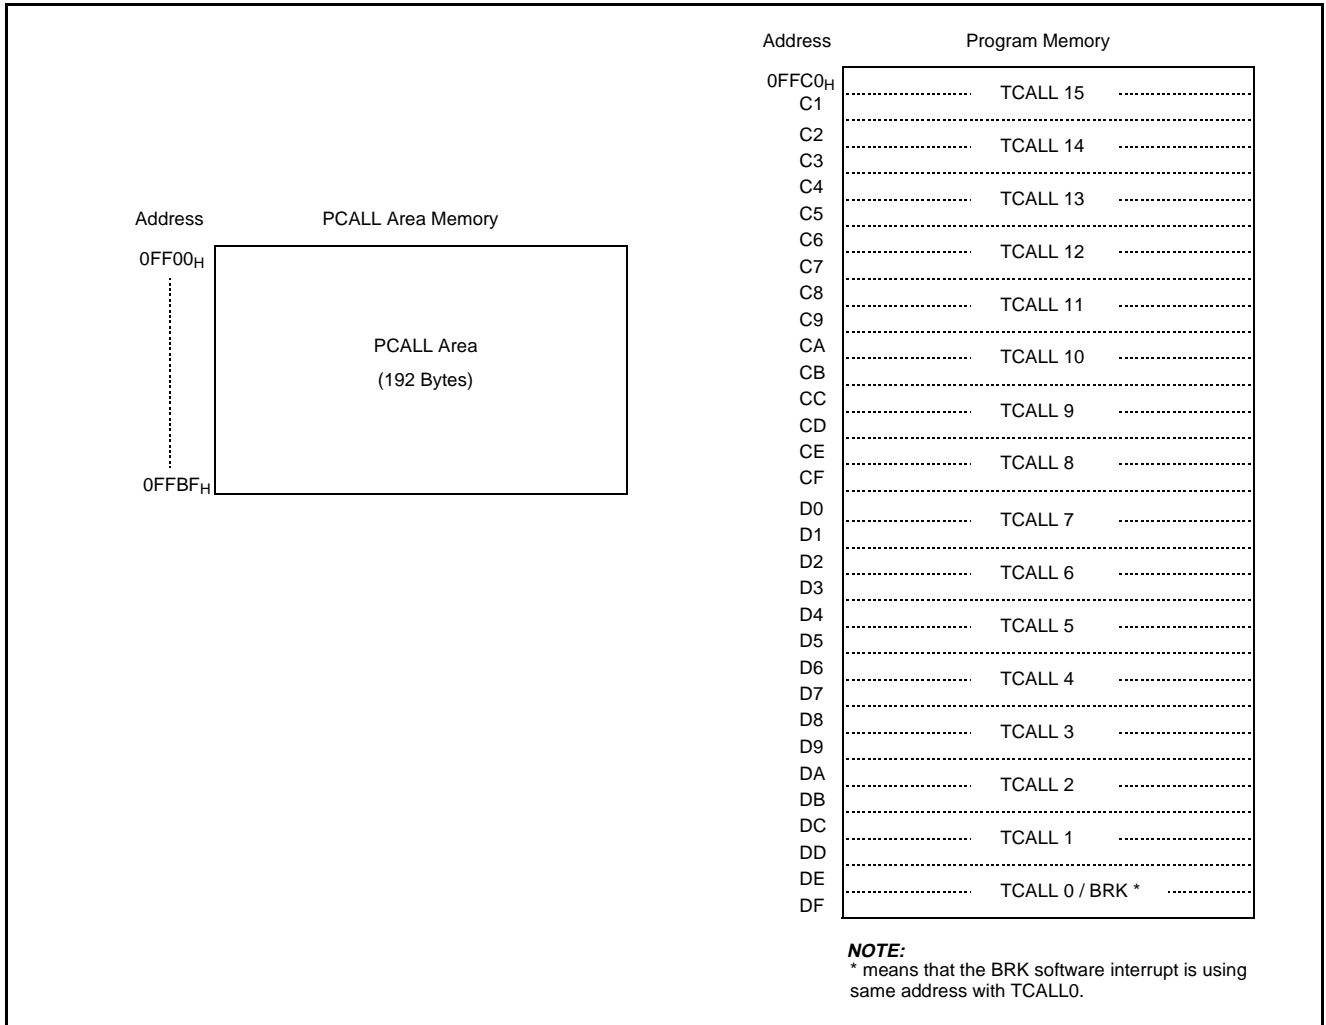 Address PCALL Area Memory
0FF00H
PCALL Area
(192 Bytes)
0FFBFH
Address Program Memory
0FFC0H
C1
TCALL 15
C2
C3
TCALL 14
C4
C5
TCALL 13
C6
C7
TCALL 12
C8
C9
TCALL 11
CA
CB
TCALL 10
CC
CD
TCALL 9
CE
CF
TCALL 8
D0
D1
TCALL 7
D2
D3
TCALL 6
D4
D5
TCALL 5
D6
D7
TCALL 4
D8
D9
TCALL 3
DA
DB
TCALL 2
DC
DD
TCALL 1
DE
DF
TCALL 0 / BRK *
NOTE:
* means that the BRK software interrupt is using
same address with TCALL0.